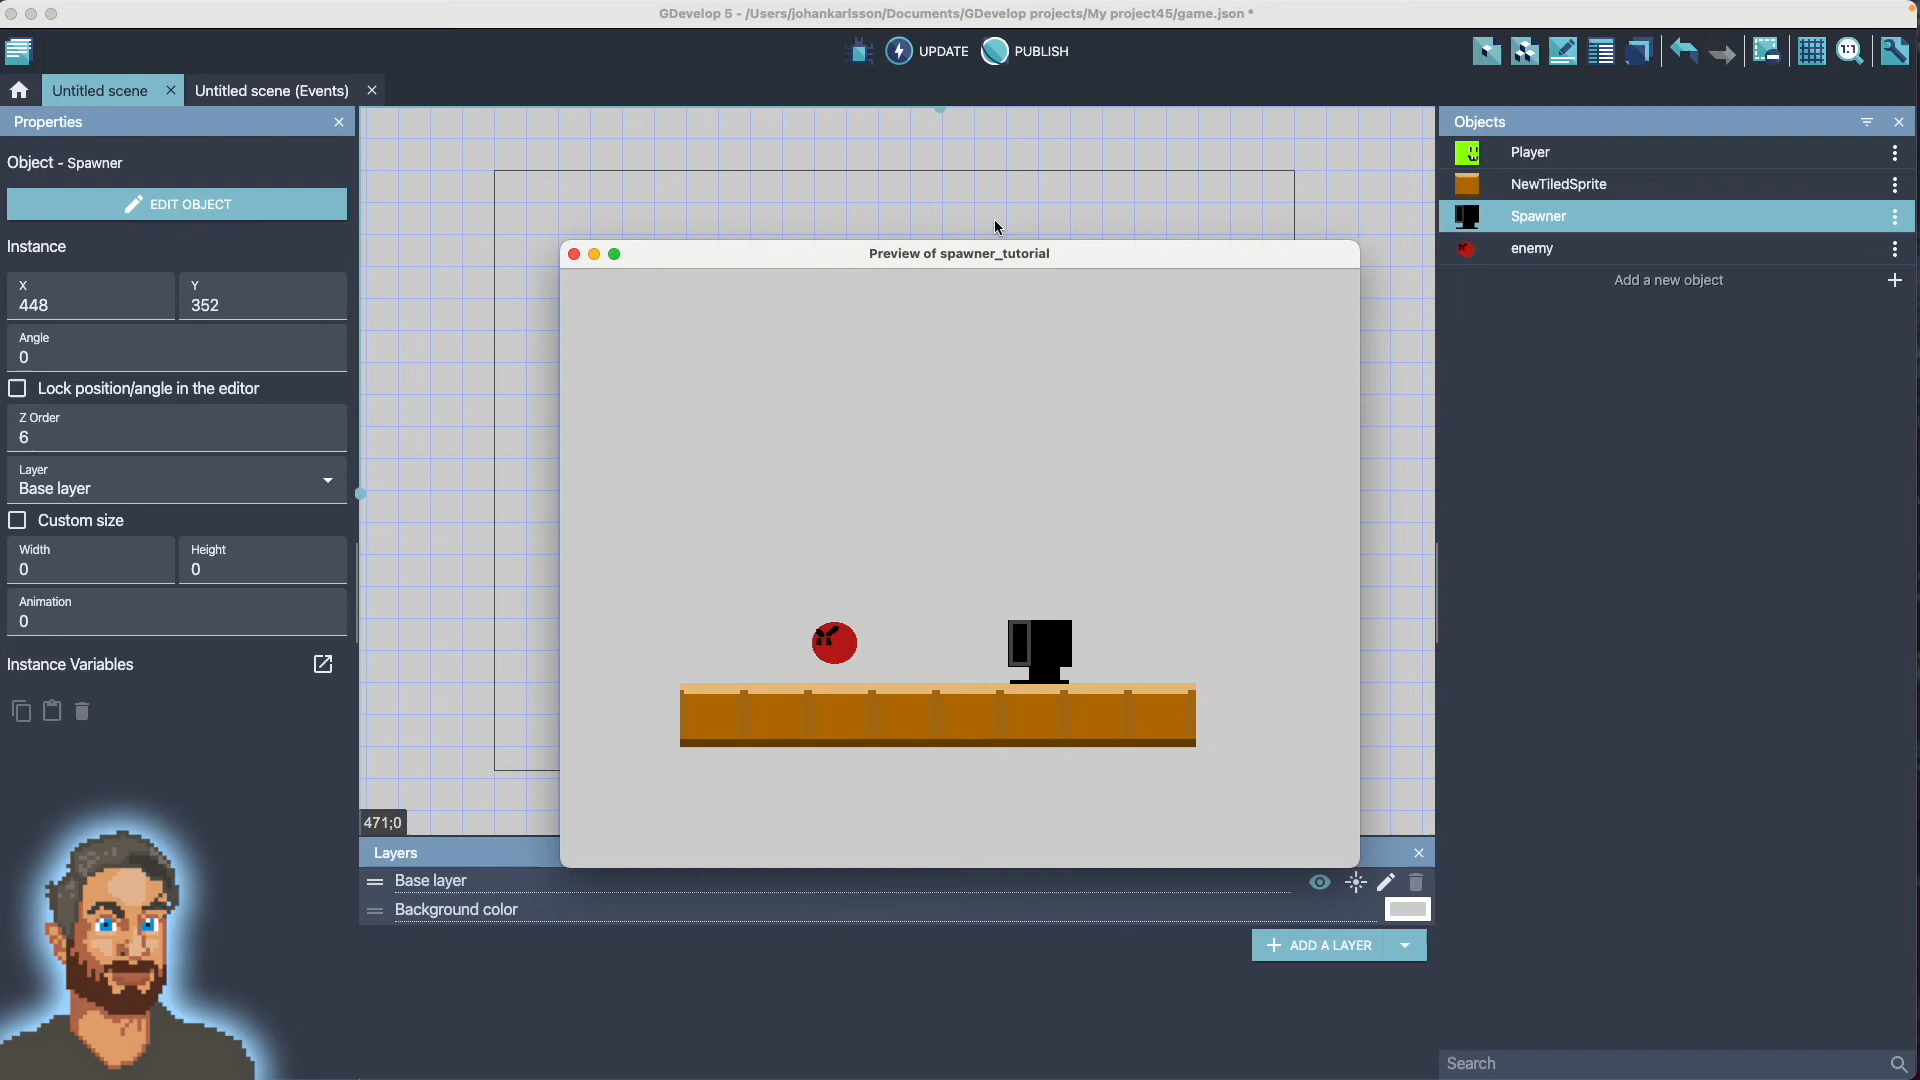 GDevelop 5 - /Users/johankarlsson/Documents/GDevelop projects/My project45/game.json *
UPDATE
PUBLISH
1:1
Untitled scene
Untitled scene (Events)
Properties
Object - Spawner
EDIT OBJECT
Instance
X
448
Y
352
Angle
0
Lock position/angle in the editor
Z Order
6
Layer
Base layer
Custom size
Width
0
Height
0
Animation
0
Instance Variables
Preview of spawner_tutorial
471;0
Layers
Base layer
Background color
ADD A LAYER
Objects
Player
NewTiledSprite
Spawner
enemy
Add a new object
Search